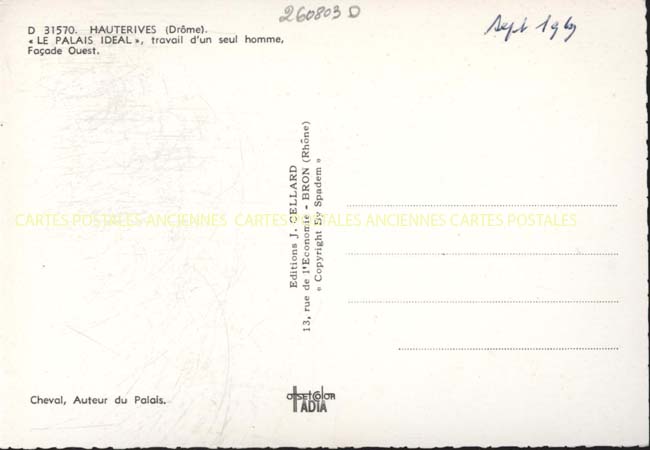 260803 D
Sept 1969
D 31570. HAUTERIVES (Drôme).
« LE PALAIS IDEAL », travail d'un seul homme,
Façade Ouest.
Editions J. CELLARD
13, rue de l'Economie - BRON (Rhône)
« Copyright by Spadem »
CARTES POSTALES ANCIENNES CARTES POSTALES ANCIENNES CARTES POSTALES
Cheval, Auteur du Palais.
OFFSETCOLOR
IADIA